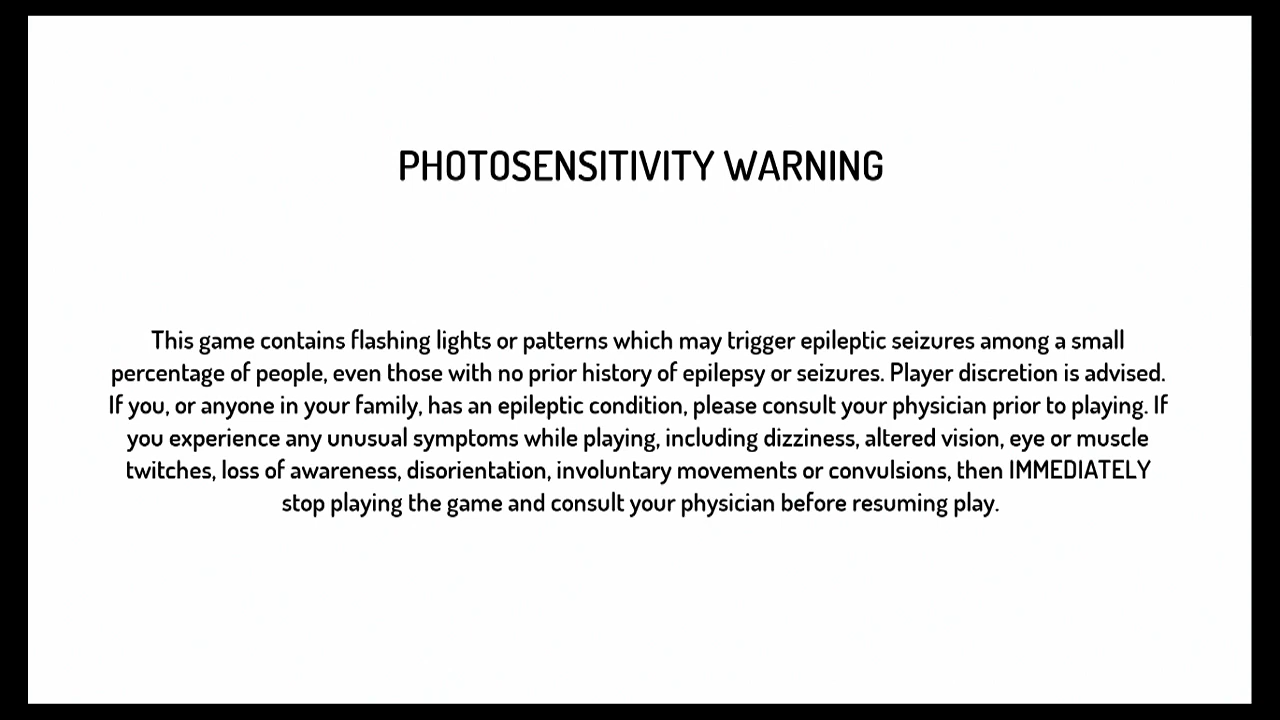 PHOTOSENSITIVITY WARNING
This game contains flashing lights or patterns which may trigger epileptic seizures among a small
percentage of people, even those with no prior history of epilepsy or seizures. Player discretion is advised.
If you, or anyone in your family, has an epileptic condition, please consult your physician prior to playing. If
you experience any unusual symptoms while playing, including dizziness, altered vision, eye or muscle
twitches, loss of awareness, disorientation, involuntary movements or convulsions, then IMMEDIATELY
stop playing the game and consult your physician before resuming play.